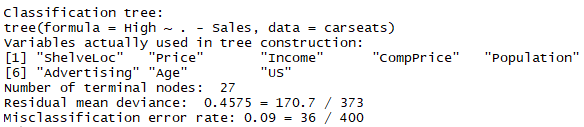 Classification tree:
tree(formula = High ~ . - Sales, data = carseats)
Variables actually used in tree construction:
[1] "ShelveLoc"   "Price"       "Income"      "CompPrice"   "Population"
[6] "Advertising" "Age"         "US"
Number of terminal nodes:  27
Residual mean deviance:  0.4575 = 170.7 / 373
Misclassification error rate: 0.09 = 36 / 400